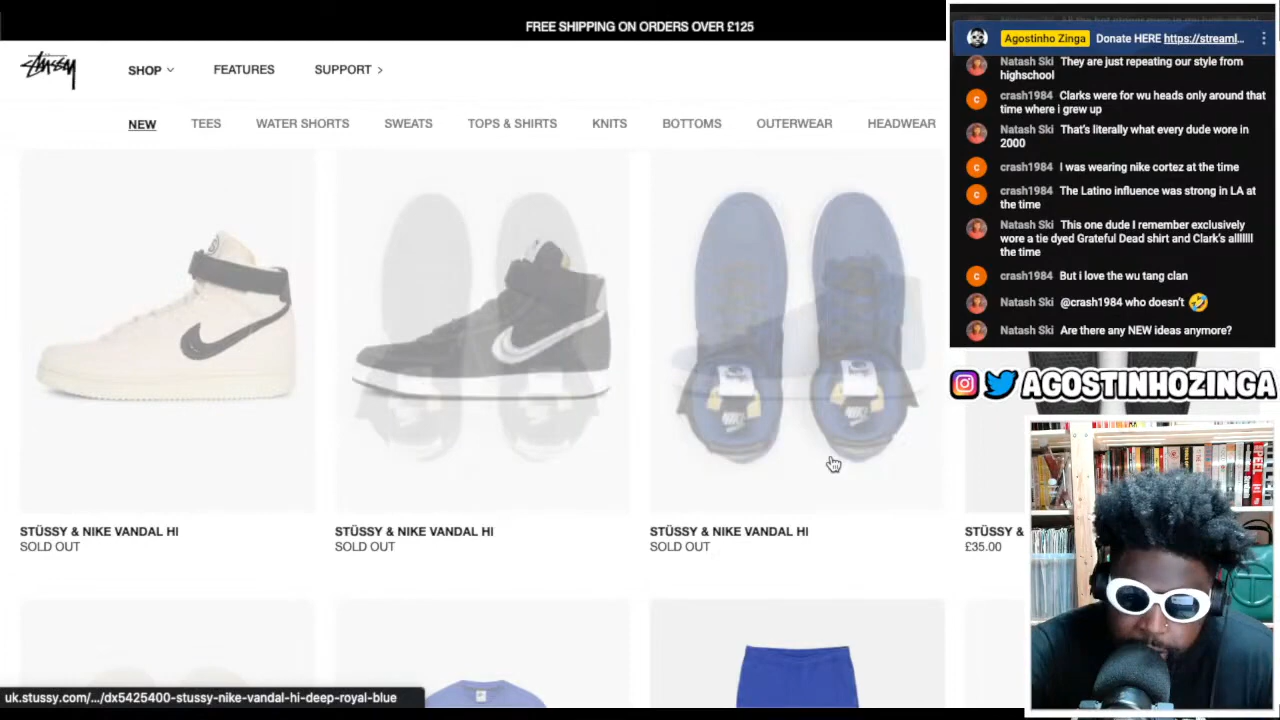 FREE SHIPPING ON ORDERS OVER £125
Stüssy
SHOP
FEATURES
SUPPORT
NEW
TEES
WATER SHORTS
SWEATS
TOPS & SHIRTS
KNITS
BOTTOMS
OUTERWEAR
HEADWEAR
STÜSSY & NIKE VANDAL HI
SOLD OUT
STÜSSY & NIKE VANDAL HI
SOLD OUT
STÜSSY & NIKE VANDAL HI
SOLD OUT
STÜSSY &
£35.00
uk.stussy.com/.../dx5425400-stussy-nike-vandal-hi-deep-royal-blue
Agostinho Zinga Donate HERE https://streaml...
Natash Ski They are just repeating our style from
highschool
crash1984 Clarks were for wu heads only around that
time where i grew up
Natash Ski That's literally what every dude wore in
2000
crash1984 I was wearing nike cortez at the time
crash1984 The Latino influence was strong in LA at
the time
Natash Ski This one dude I remember exclusively
wore a tie dyed Grateful Dead shirt and Clark's alllllll
the time
crash1984 But i love the wu tang clan
Natash Ski @crash1984 who doesn't 🤣
Natash Ski Are there any NEW ideas anymore?
AGOSTINHOZINGA